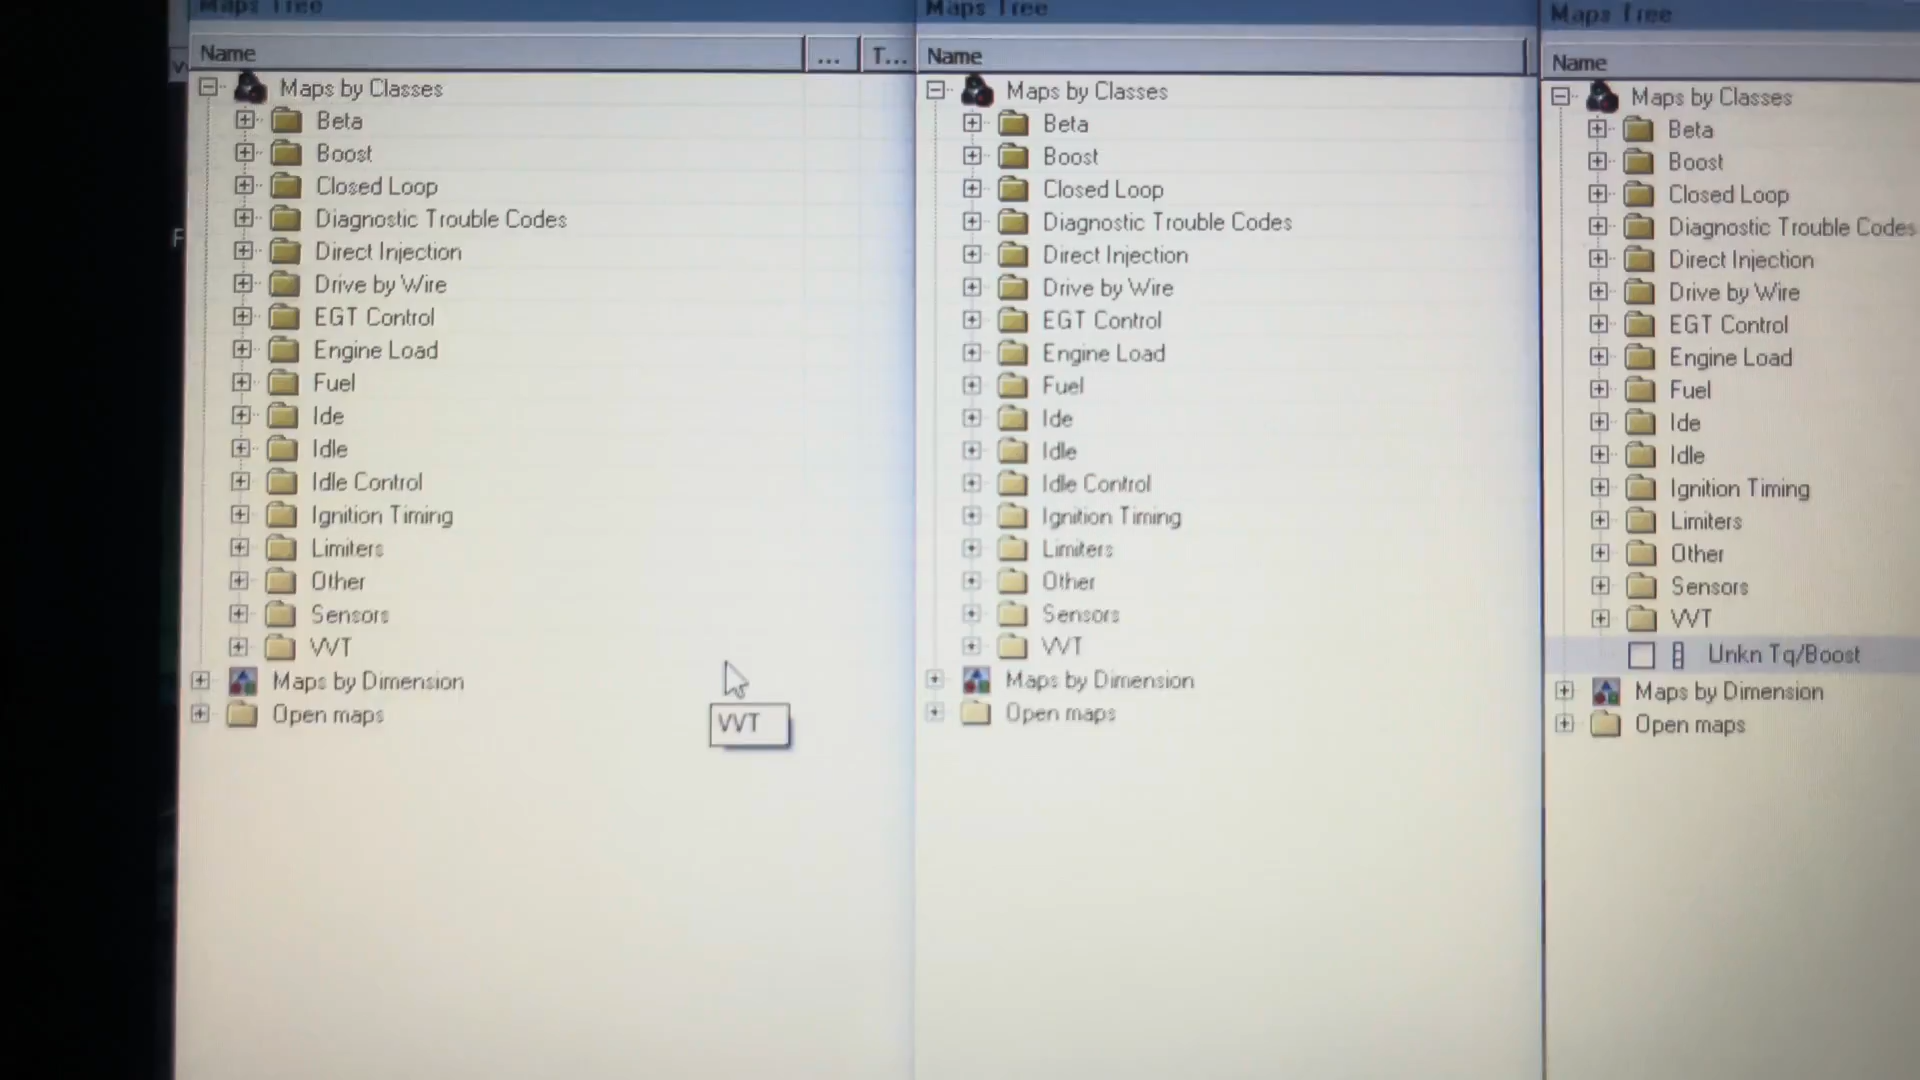 Maps Tree
Name
...
T...
Maps by Classes
Beta
Boost
Closed Loop
Diagnostic Trouble Codes
Direct Injection
Drive by Wire
EGT Control
Engine Load
Fuel
Ide
Idle
Idle Control
Ignition Timing
Limiters
Other
Sensors
VVT
Maps by Dimension
Open maps
VVT
F
Maps Tree
Name
Maps by Classes
Beta
Boost
Closed Loop
Diagnostic Trouble Codes
Direct Injection
Drive by Wire
EGT Control
Engine Load
Fuel
Ide
Idle
Idle Control
Ignition Timing
Limiters
Other
Sensors
VVT
Maps by Dimension
Open maps
Maps Tree
Name
Maps by Classes
Beta
Boost
Closed Loop
Diagnostic Trouble Codes
Direct Injection
Drive by Wire
EGT Control
Engine Load
Fuel
Ide
Idle
Ignition Timing
Limiters
Other
Sensors
VVT
Unkn Tq/Boost
Maps by Dimension
Open maps